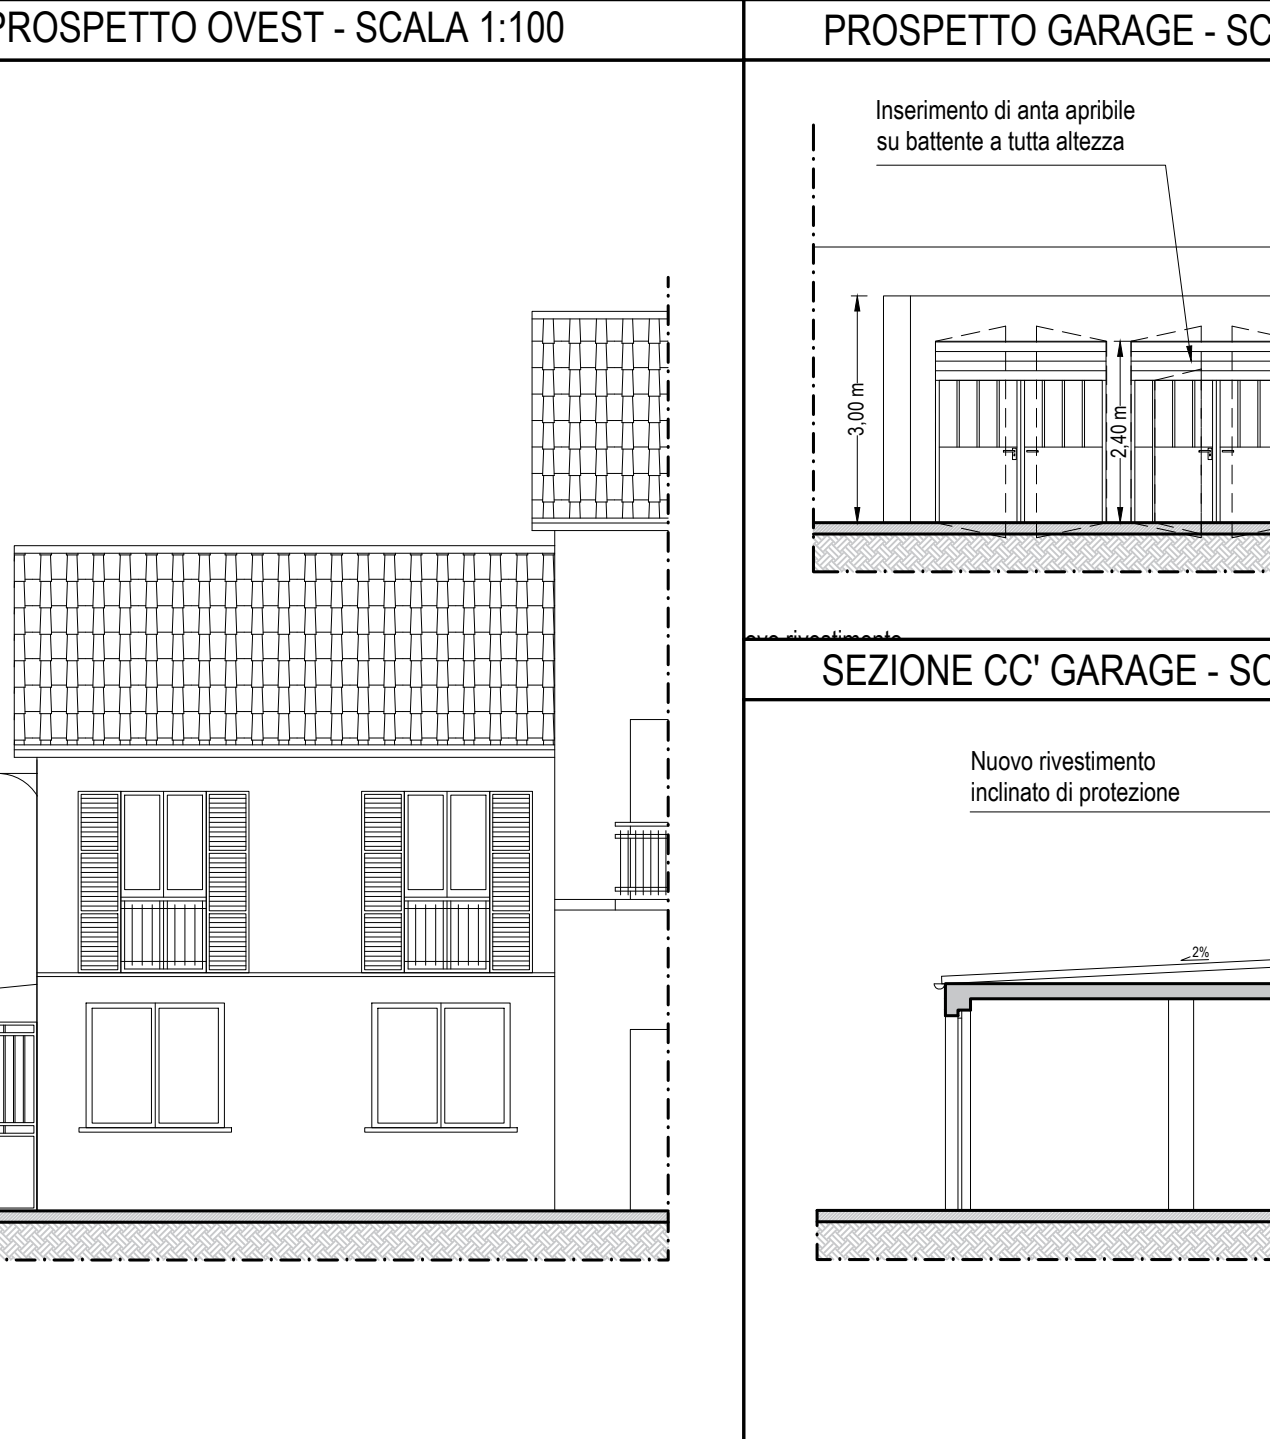 PROSPETTO OVEST - SCALA 1:100
PROSPETTO GARAGE - SC
Inserimento di anta apribile
su battente a tutta altezza
3,00 m
2,40 m
SEZIONE CC' GARAGE - SC
Nuovo rivestimento
inclinato di protezione
2%